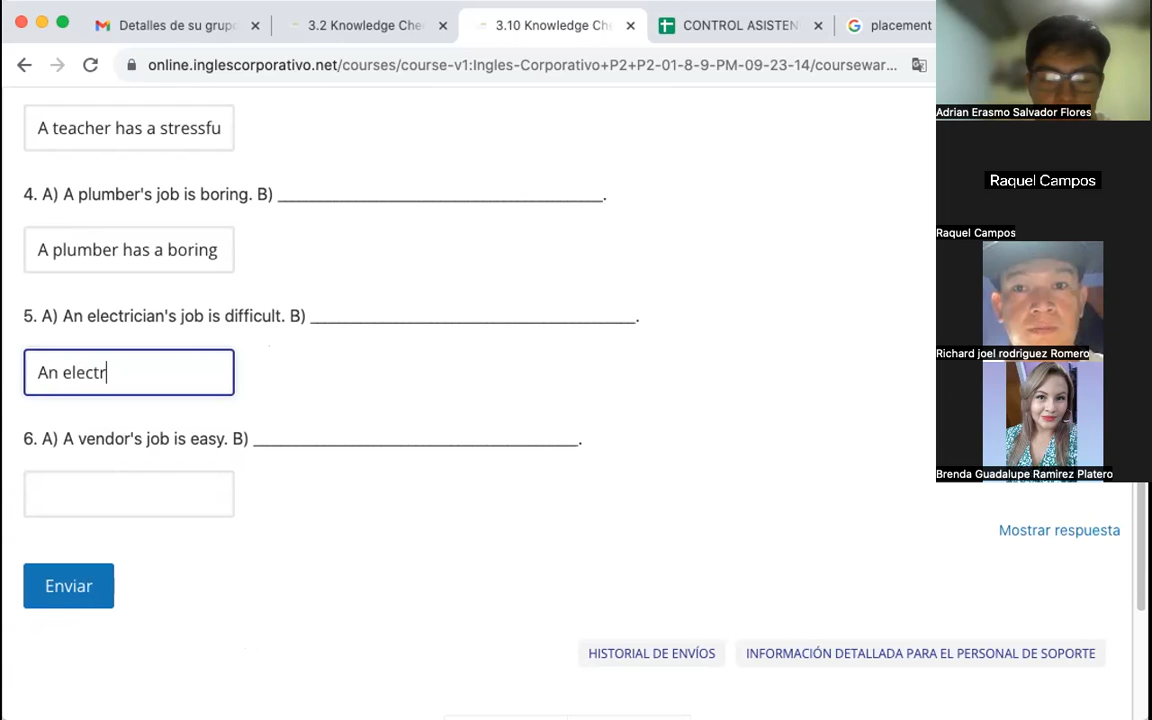 Detalles de su grup
3.2 Knowledge Che
3.10 Knowledge Ch
CONTROL ASISTEN
placement
online.inglescorporativo.net/courses/course-v1:Ingles-Corporativo+P2+P2-01-8-9-PM-09-23-14/coursewar...
A teacher has a stressfu
4. A) A plumber's job is boring. B) ___________________________________.
A plumber has a boring
5. A) An electrician's job is difficult. B) ___________________________________.
An electr
6. A) A vendor's job is easy. B) ___________________________________.
Mostrar respuesta
Enviar
HISTORIAL DE ENVÍOS
INFORMACIÓN DETALLADA PARA EL PERSONAL DE SOPORTE
Adrian Erasmo Salvador Flores
Raquel Campos
Raquel Campos
Richard joel rodriguez Romero
Brenda Guadalupe Ramirez Platero